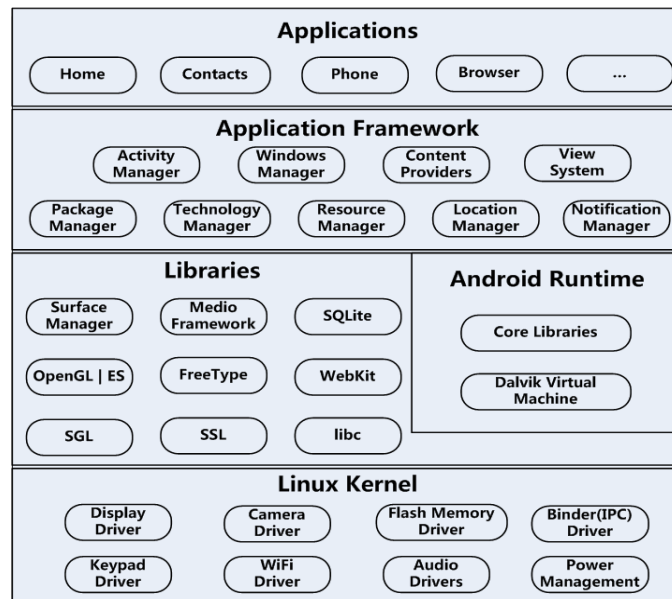 Applications
Home
Contacts
Phone
Browser
...
Application Framework
Activity
Manager
Windows
Manager
Content
Providers
View
System
Package
Manager
Technology
Manager
Resource
Manager
Location
Manager
Notification
Manager
Libraries
Surface
Manager
Medio
Framework
SQLite
OpenGL | ES
FreeType
WebKit
SGL
SSL
libc
Android Runtime
Core Libraries
Dalvik Virtual
Machine
Linux Kernel
Display
Driver
Camera
Driver
Flash Memory
Driver
Binder(IPC)
Driver
Keypad
Driver
WiFi
Driver
Audio
Drivers
Power
Management